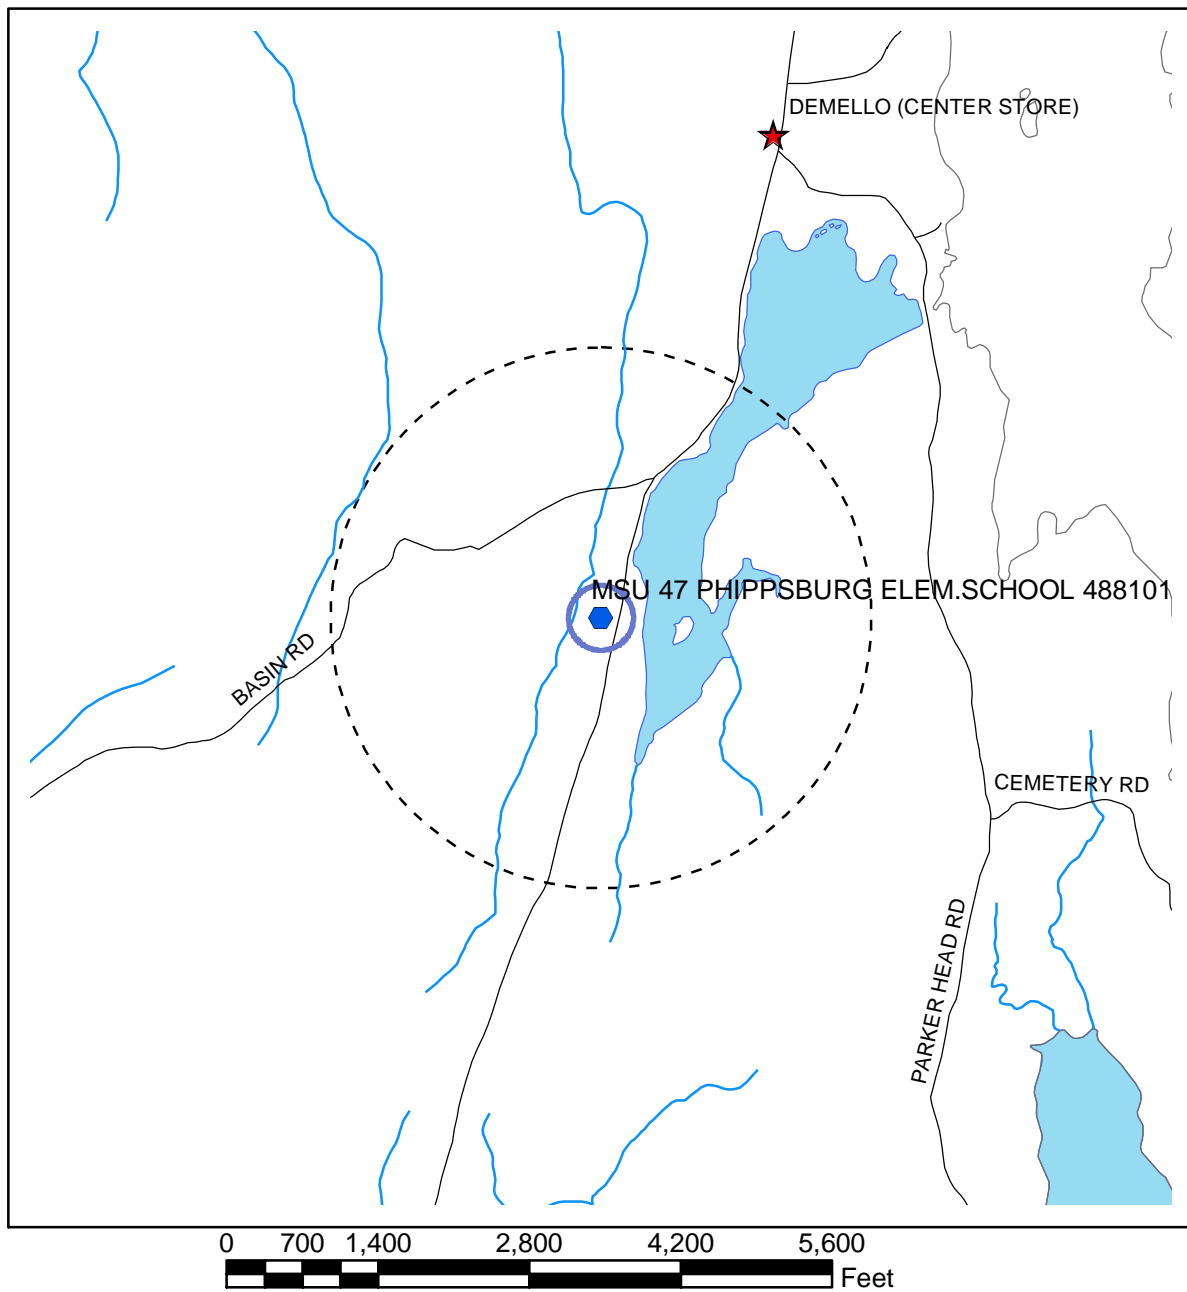 DEMELLO (CENTER STORE)
MSU 47 PHIPPSBURG ELEM.SCHOOL 488101
BASIN RD
CEMETERY RD
PARKER HEAD RD
0 700 1,400 2,800 4,200 5,600
Feet